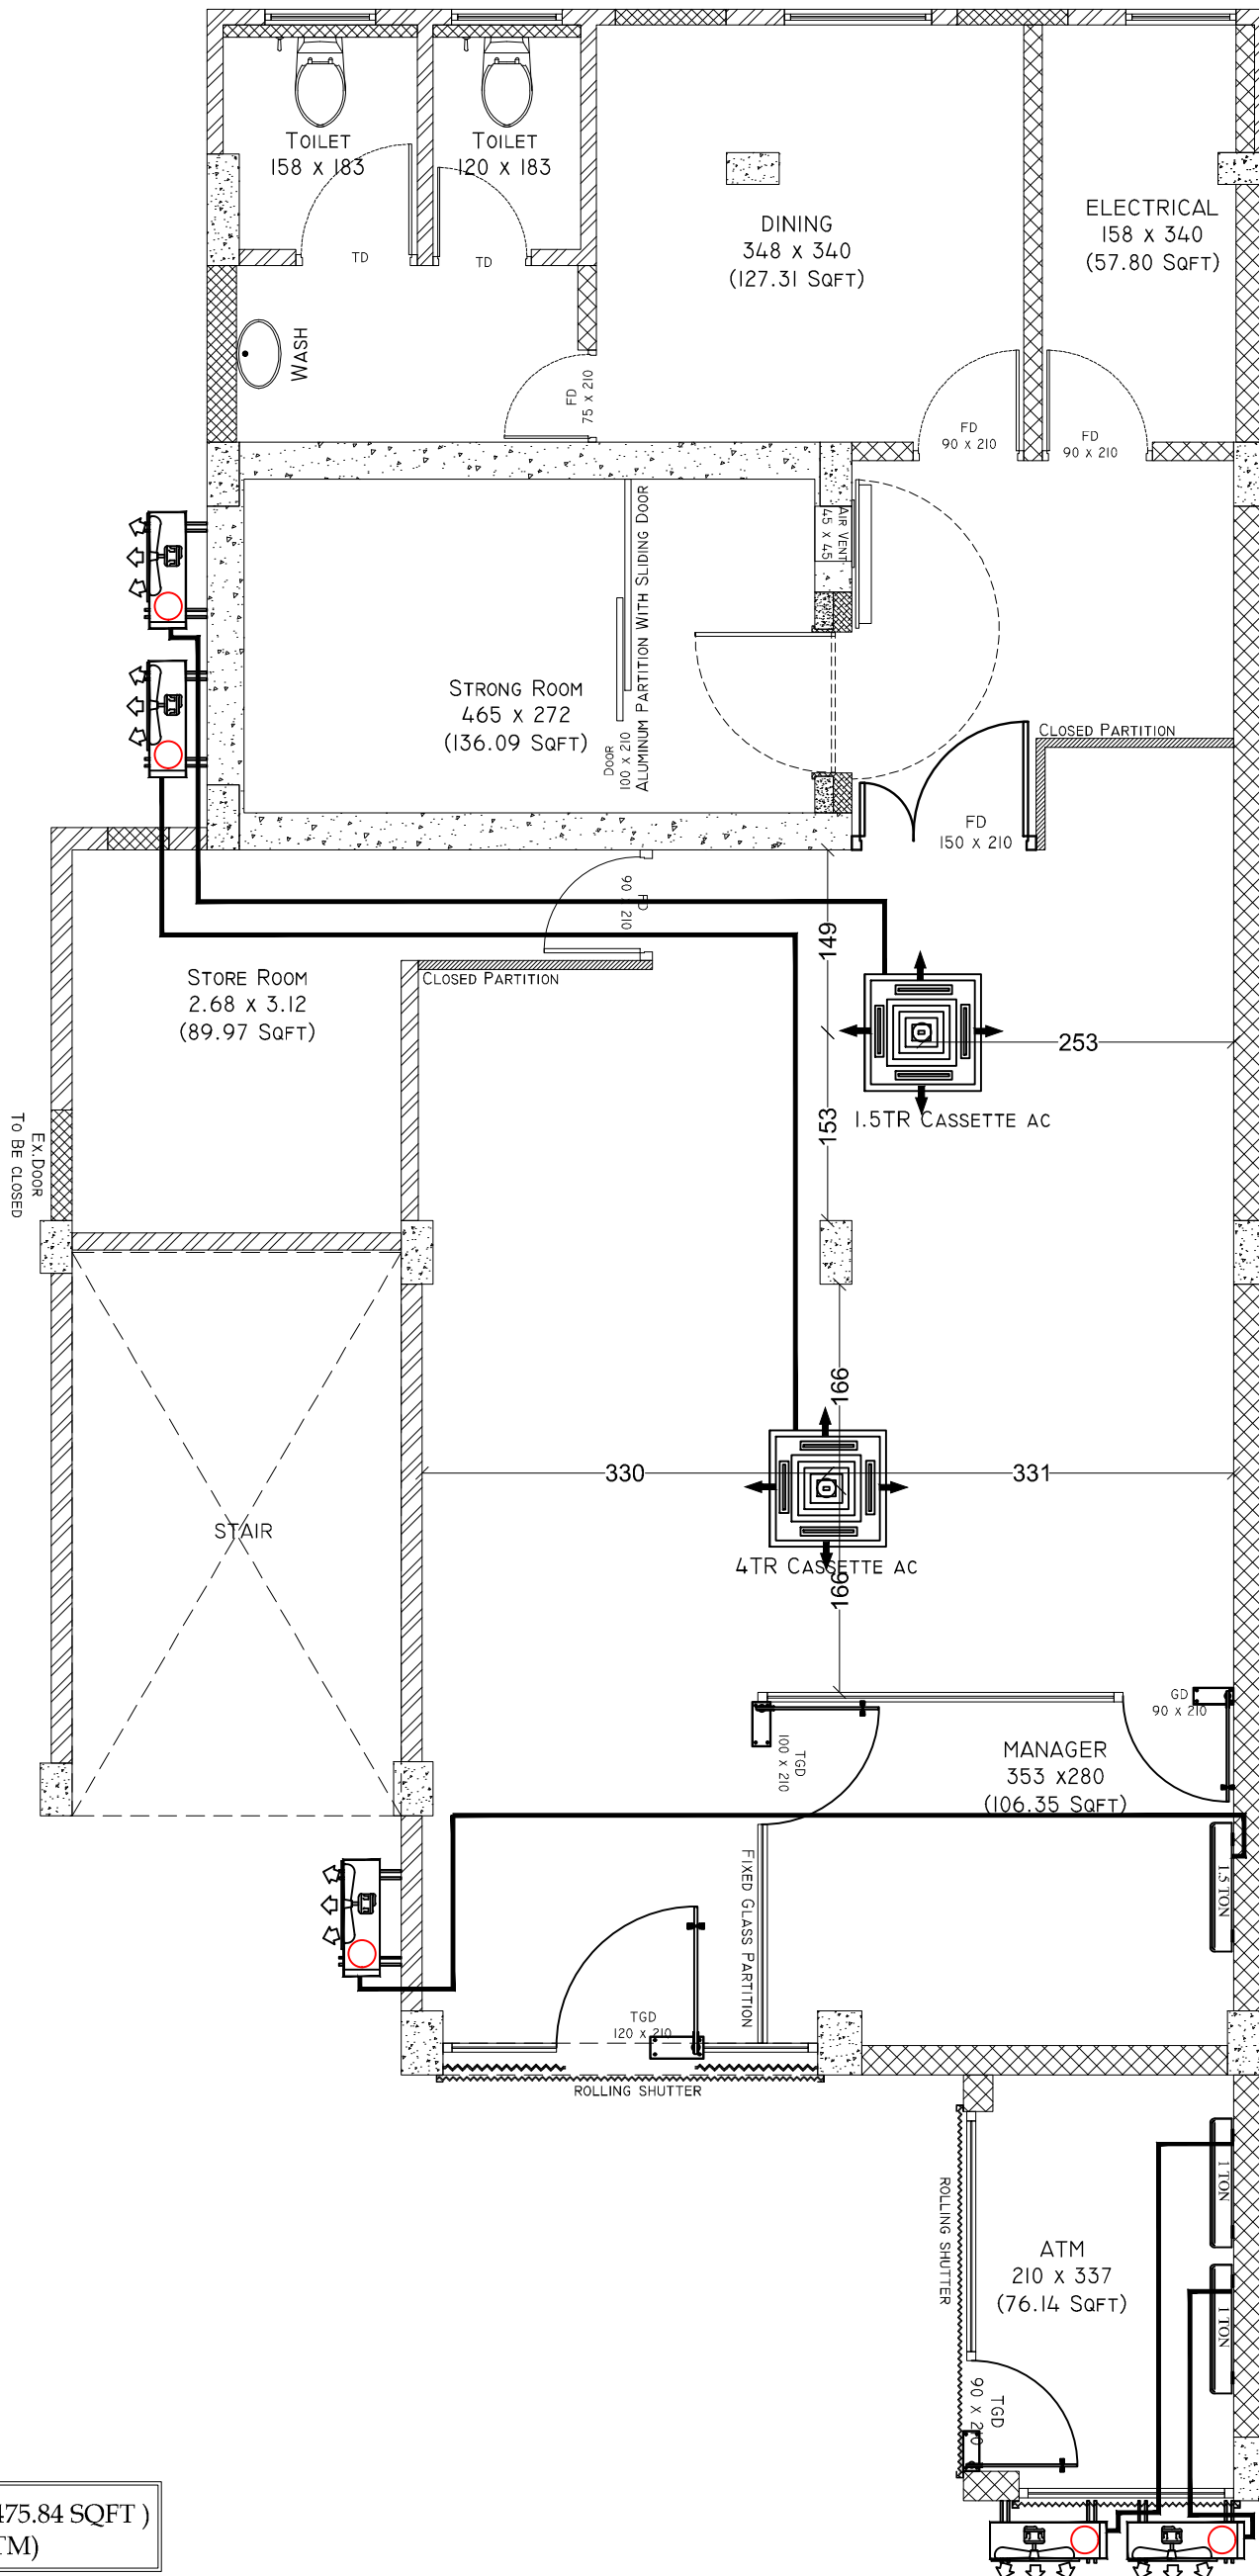 TOILET
158 X 183
TOILET
120 X 183
TD
TD
DINING
348 X 340
(127.31 SQFT)
ELECTRICAL
158 X 340
(57.80 SQFT)
WASH
FD
75 X 210
FD
90 X 210
FD
90 X 210
AIR VENT
45 X 45
STRONG ROOM
465 X 272
(136.09 SQFT)
DOOR
100 X 210
ALUMINUM PARTITION WITH SLIDING DOOR
CLOSED PARTITION
FD
150 X 210
FD
90 X 210
149
STORE ROOM
2.68 X 3.12
(89.97 SQFT)
CLOSED PARTITION
253
153
1.5TR CASSETTE AC
EX.DOOR
TO BE CLOSED
166
330
331
STAIR
4TR CASSETTE AC
166
GD
90 X 210
TGD
100 X 210
MANAGER
353 X280
(106.35 SQFT)
FIXED GLASS PARTITION
1.5 TON
TGD
120 X 210
ROLLING SHUTTER
1 TON
ROLLING SHUTTER
ATM
210 X 337
(76.14 SQFT)
1 TON
TGD
90 X 210
475.84 SQFT )
TM)